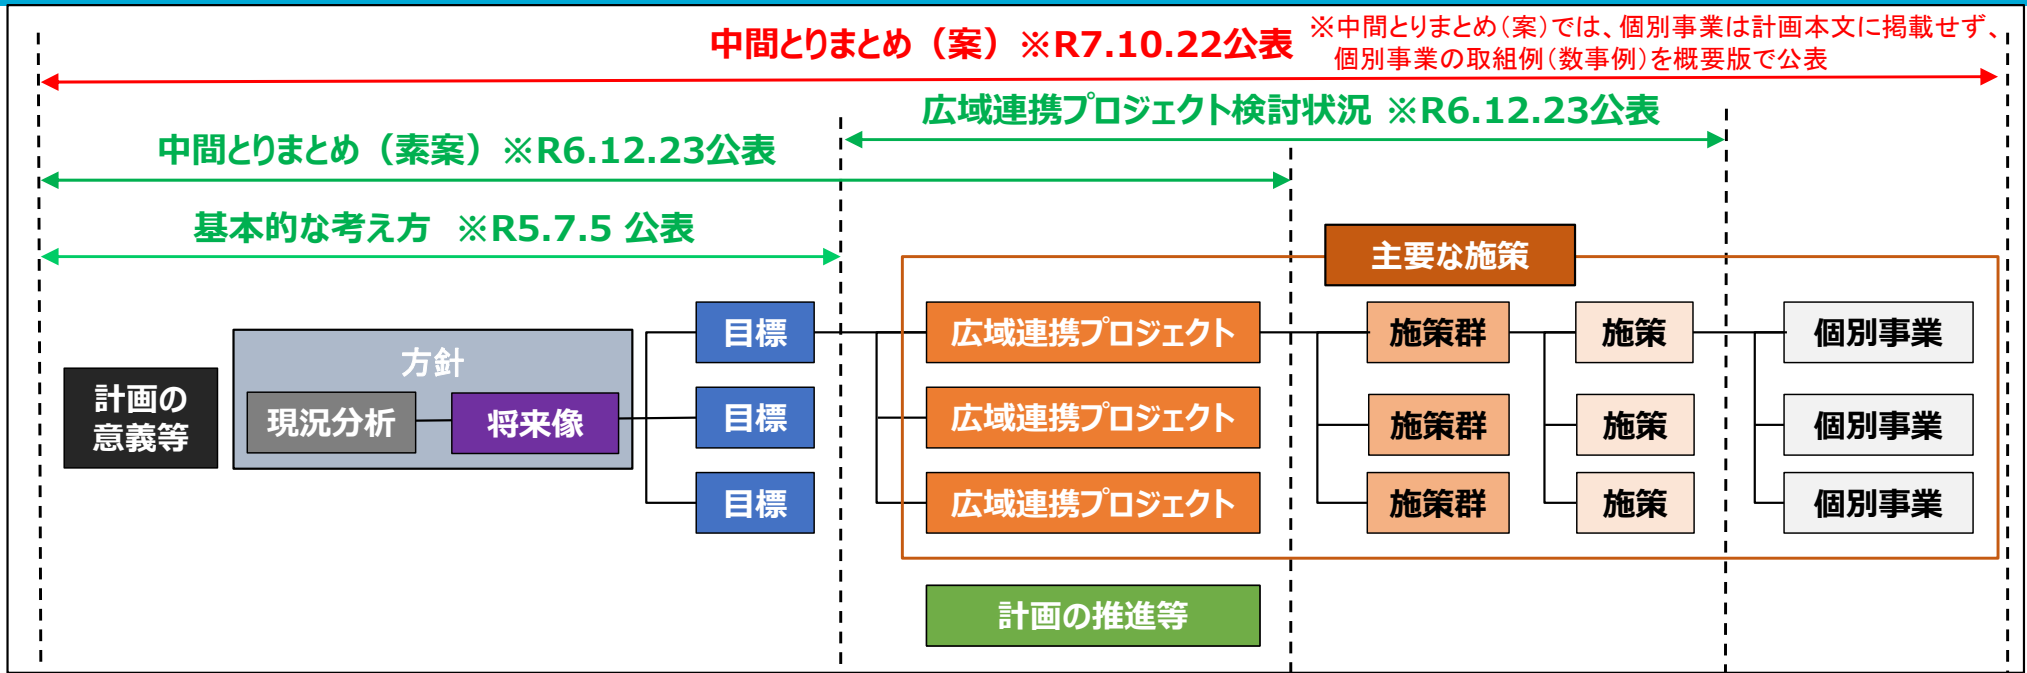 中間とりまとめ（案）※R7.10.22公表
※中間とりまとめ（案）では、個別事業は計画本文に掲載せず、
個別事業の取組例（数事例）を概要版で公表
広域連携プロジェクト検討状況 ※R6.12.23公表
中間とりまとめ（素案）※R6.12.23公表
基本的な考え方 ※R5.7.5 公表
主要な施策
計画の
意義等
方針
現況分析
将来像
目標
目標
目標
広域連携プロジェクト
広域連携プロジェクト
広域連携プロジェクト
施策群
施策群
施策群
施策
施策
施策
個別事業
個別事業
個別事業
計画の推進等